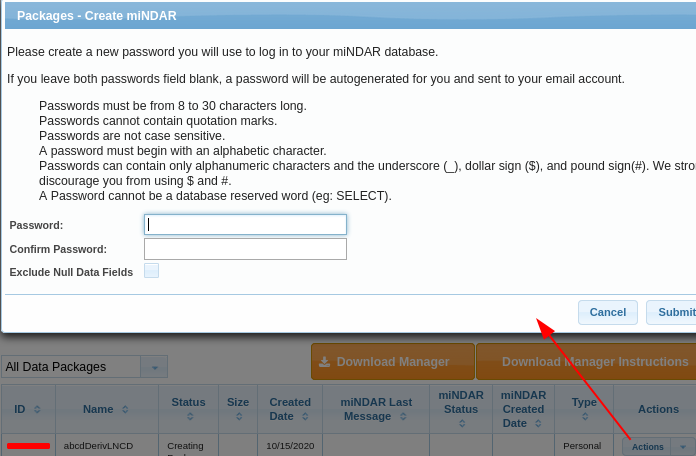 Packages - Create miNDAR
Please create a new password you will use to log in to your miNDAR database.
If you leave both passwords field blank, a password will be autogenerated for you and sent to your email account.
Passwords must be from 8 to 30 characters long.
Passwords cannot contain quotation marks.
Passwords are not case sensitive.
A password must begin with an alphabetic character.
Passwords can contain only alphanumeric characters and the underscore (_), dollar sign ($), and pound sign(#). We stron
discourage you from using $ and #.
A Password cannot be a database reserved word (eg: SELECT).
Password:
Confirm Password:
Exclude Null Data Fields
Cancel Submit
All Data Packages Download Manager Download Manager Instructions
ID Name Status Size Created Date miNDAR Last Message miNDAR Status miNDAR Created Date Type Actions
abcdDerivLNCD Creating 10/15/2020 Personal Actions